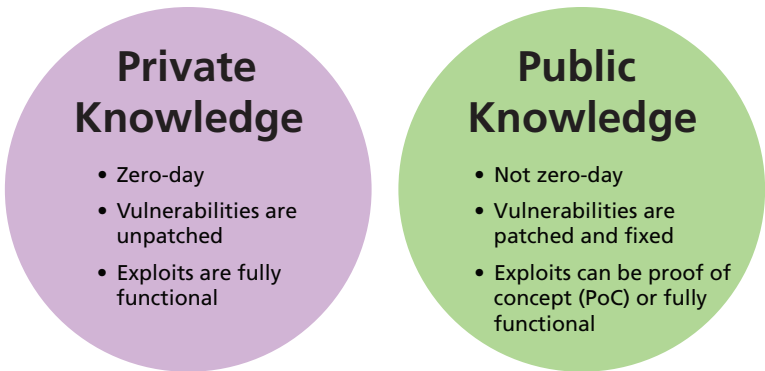 Private
Knowledge
• Zero-day
• Vulnerabilities are
unpatched
• Exploits are fully
functional
Public
Knowledge
• Not zero-day
• Vulnerabilities are
patched and fixed
• Exploits can be proof of
concept (PoC) or fully
functional